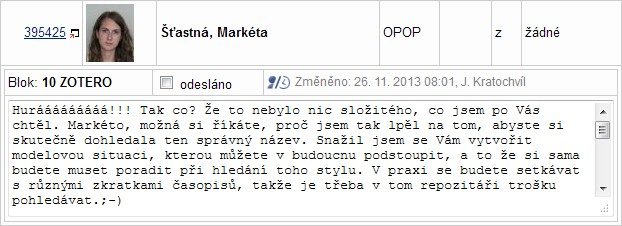 395425 Šťastná, Markéta OPOP z žádné
Blok: 10 ZOTERO odesláno Změněno: 26. 11. 2013 08:01, J. Kratochvíl
Hurááááááááá!!! Tak co? Že to nebylo nic složitého, co jsem po Vás
chtěl. Markéto, možná si říkáte, proč jsem tak lpěl na tom, abyste si
skutečně dohledala ten správný název. Snažil jsem se Vám vytvořit
modelovou situaci, kterou můžete v budoucnu podstoupit, a to že si sama
budete muset poradit při hledání toho stylu. V praxi se budete setkávat
s různými zkratkami časopisů, takže je třeba v tom repozitáři trošku
pohledávat.;-)